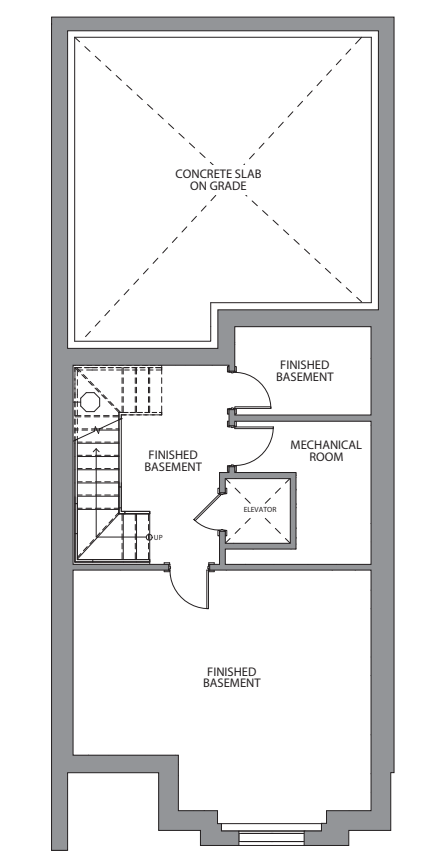 CONCRETE SLAB
ON GRADE
FINISHED
BASEMENT
MECHANICAL
ROOM
FINISHED
BASEMENT
ELEVATOR
UP
FINISHED
BASEMENT